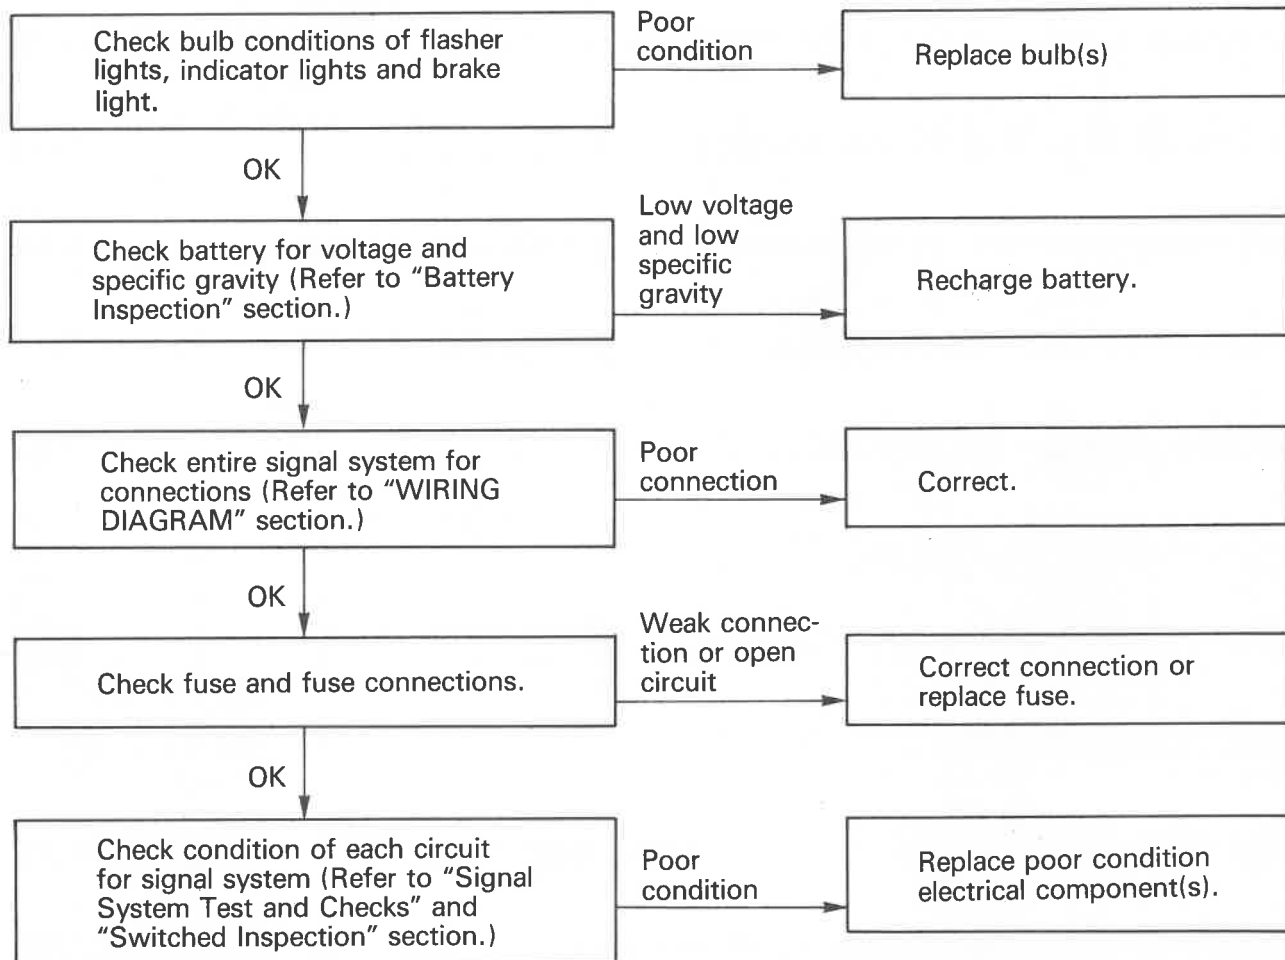 Check bulb conditions of flasher
lights, indicator lights and brake
light.
Poor
condition
Replace bulb(s)
OK
Check battery for voltage and
specific gravity (Refer to “Battery
Inspection” section.)
Low voltage
and low
specific
gravity
Recharge battery.
OK
Check entire signal system for
connections (Refer to “WIRING
DIAGRAM” section.)
Poor
connection
Correct.
OK
Check fuse and fuse connections.
Weak connec-
tion or open
circuit
Correct connection or
replace fuse.
OK
Check condition of each circuit
for signal system (Refer to “Signal
System Test and Checks” and
“Switched Inspection” section.)
Poor
condition
Replace poor condition
electrical component(s).